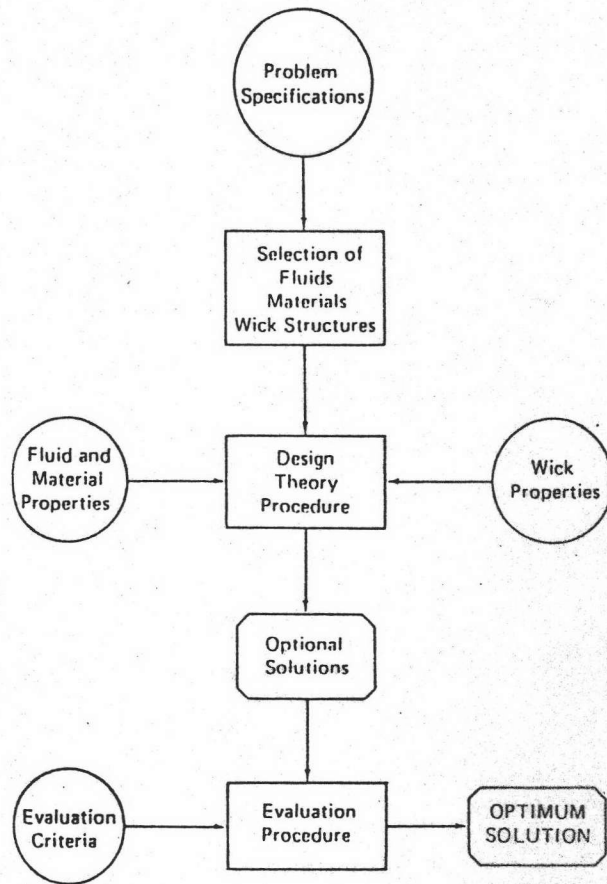 Problem
Specifications
Selection of
Fluids
Materials
Wick Structures
Fluid and
Material
Properties
Design
Theory
Procedure
Wick
Properties
Optional
Solutions
Evaluation
Criteria
Evaluation
Procedure
OPTIMUM
SOLUTION